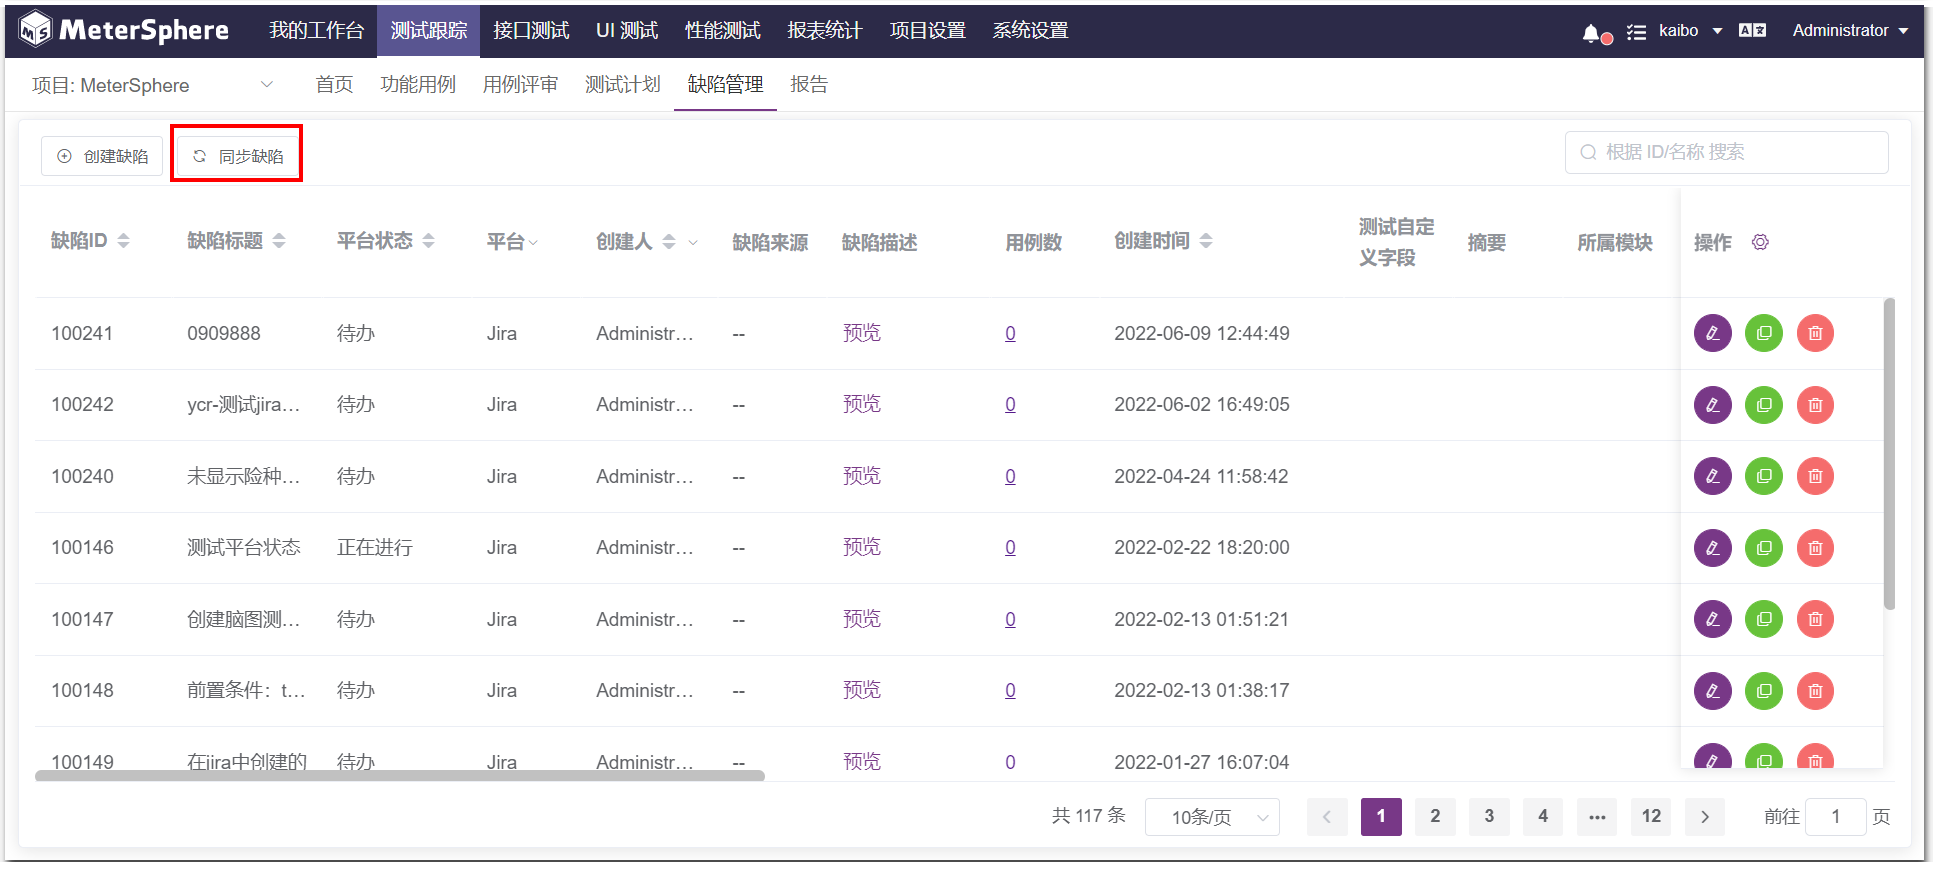 MeterSphere 我的工作台 测试跟踪 接口测试 UI 测试 性能测试 报表统计 项目设置 系统设置 kaibo Administrator
项目: MeterSphere 首页 功能用例 用例评审 测试计划 缺陷管理 报告
创建缺陷 同步缺陷 根据 ID/名称 搜索
缺陷ID 缺陷标题 平台状态 平台 创建人 缺陷来源 缺陷描述 用例数 创建时间 测试自定义字段 摘要 所属模块 操作
100241 0909888 待办 Jira Administr... -- 预览 0 2022-06-09 12:44:49
100242 ycr-测试jira... 待办 Jira Administr... -- 预览 0 2022-06-02 16:49:05
100240 未显示险种... 待办 Jira Administr... -- 预览 0 2022-04-24 11:58:42
100146 测试平台状态 正在进行 Jira Administr... -- 预览 0 2022-02-22 18:20:00
100147 创建脑图测... 待办 Jira Administr... -- 预览 0 2022-02-13 01:51:21
100148 前置条件：t... 待办 Jira Administr... -- 预览 0 2022-02-13 01:38:17
100149 在jira中创建的 待办 Jira Administr... -- 预览 0 2022-01-27 16:07:04
共 117 条 10条/页 1 2 3 4 ... 12 前往 1 页